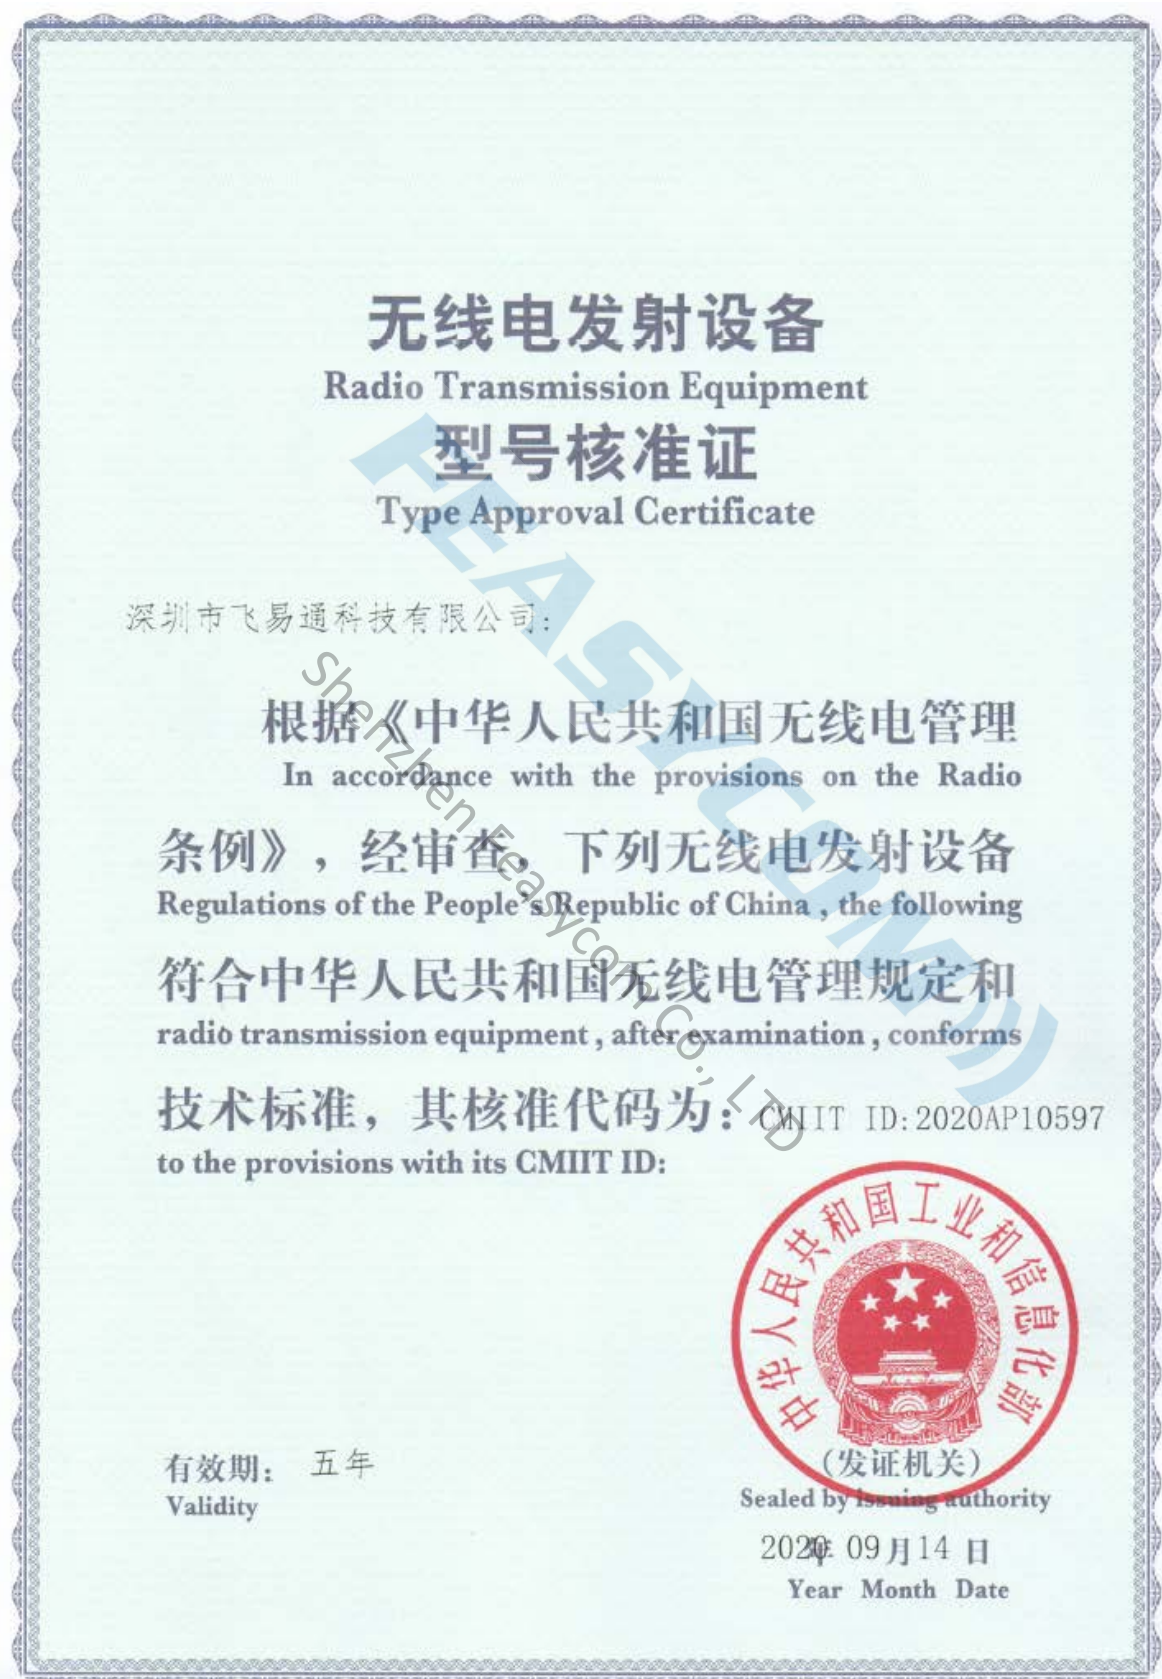 无线电发射设备
Radio Transmission Equipment
型号核准证
Type Approval Certificate
深圳市飞易通科技有限公司:
根据《中华人民共和国无线电管理
In accordance with the provisions on the Radio
条例》，经审查，下列无线电发射设备
Regulations of the People's Republic of China , the following
符合中华人民共和国无线电管理规定和
radio transmission equipment , after examination , conforms
技术标准，其核准代码为：CMIIT ID:2020AP10597
to the provisions with its CMIIT ID:
FEASYCOM
Shenzhen Feasycom Co., LTD
中华人民共和国工业和信息化部
有效期： 五年
Validity
（发证机关）
Sealed by issuing authority
2020年 09月14 日
Year Month Date